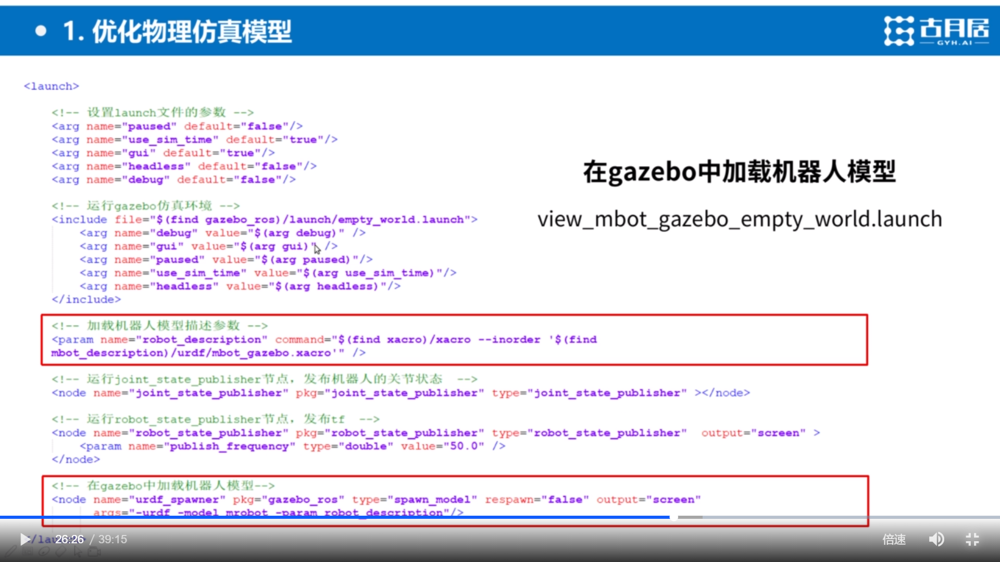 1. 优化物理仿真模型
古月居
GYH.AI
<launch>
<!-- 设置launch文件的参数 -->
<arg name="paused" default="false"/>
<arg name="use_sim_time" default="true"/>
<arg name="gui" default="true"/>
<arg name="headless" default="false"/>
<arg name="debug" default="false"/>
<!-- 运行gazebo仿真环境 -->
<include file="$(find gazebo_ros)/launch/empty_world.launch">
<arg name="debug" value="$(arg debug)" />
<arg name="gui" value="$(arg gui)" />
<arg name="paused" value="$(arg paused)"/>
<arg name="use_sim_time" value="$(arg use_sim_time)"/>
<arg name="headless" value="$(arg headless)"/>
</include>
在gazebo中加载机器人模型
view_mbot_gazebo_empty_world.launch
<!-- 加载机器人模型描述参数 -->
<param name="robot_description" command="$(find xacro)/xacro --inorder '$(find
mbot_description)/urdf/mbot_gazebo.xacro'" />
<!-- 运行joint_state_publisher节点，发布机器人的关节状态  -->
<node name="joint_state_publisher" pkg="joint_state_publisher" type="joint_state_publisher" ></node>
<!-- 运行robot_state_publisher节点，发布tf  -->
<node name="robot_state_publisher" pkg="robot_state_publisher" type="robot_state_publisher"  output="screen" >
<param name="publish_frequency" type="double" value="50.0" />
</node>
<!-- 在gazebo中加载机器人模型-->
<node name="urdf_spawner" pkg="gazebo_ros" type="spawn_model" respawn="false" output="screen"
args="-urdf -model mrobot -param robot_description"/>
26:26 / 39:15
倍速